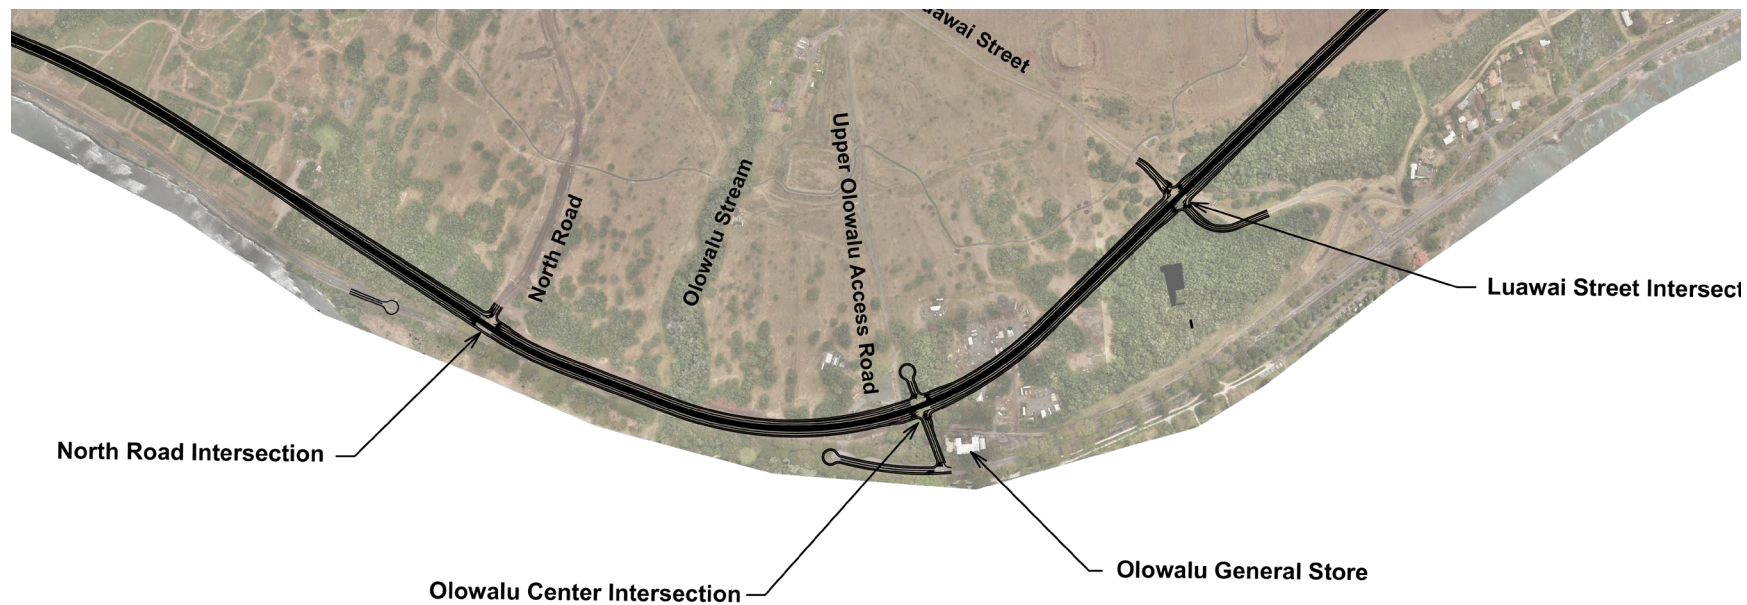 uawai Street
Upper Olowalu Access Road
Olowalu Stream
North Road
Luawai Street Intersect
North Road Intersection
Olowalu General Store
Olowalu Center Intersection